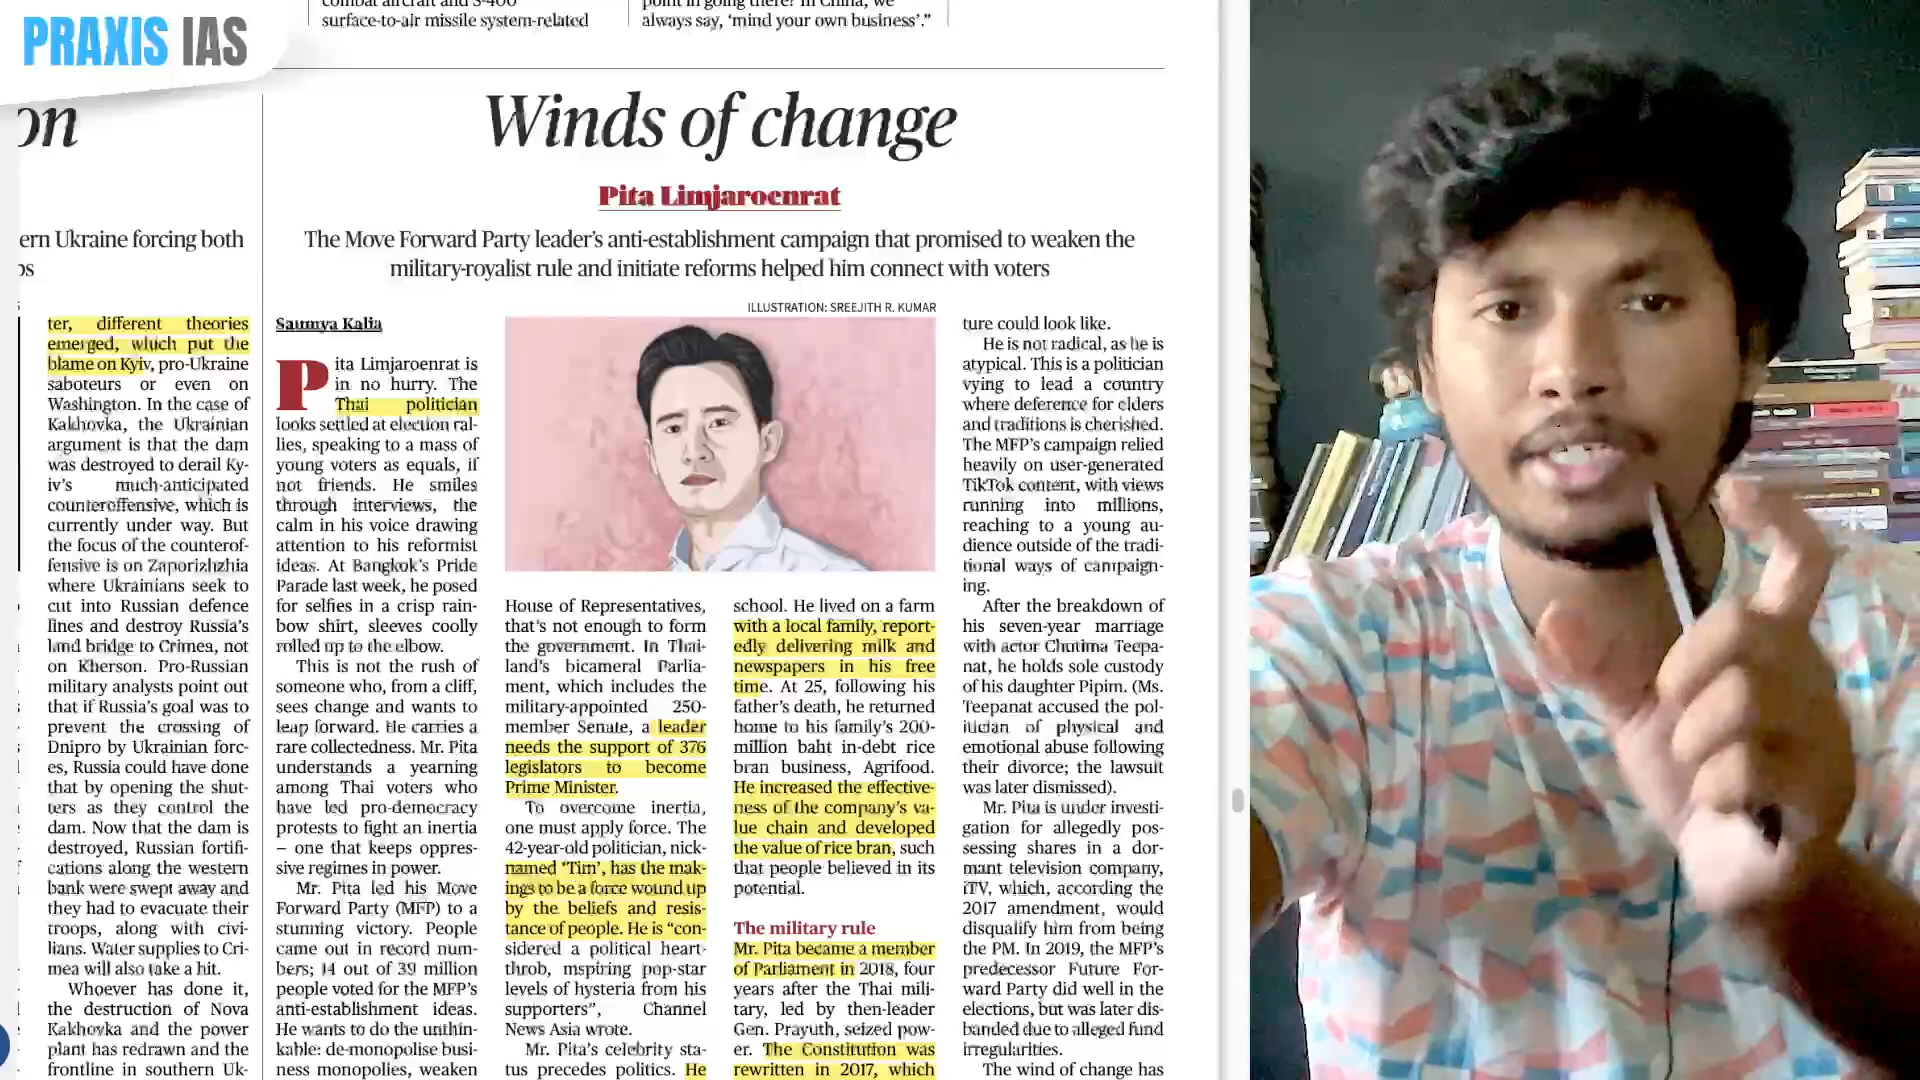 PRAXIS IAS
combat aircraft and S-400
surface-to-air missile system-related
point in going there? In China, we
always say, ‘mind your own business’.”
on
ern Ukraine forcing both
ps
ter, different theories
emerged, which put the
blame on Kyiv, pro-Ukraine
saboteurs or even on
Washington. In the case of
Kakhovka, the Ukrainian
argument is that the dam
was destroyed to derail Ky-
iv’s much-anticipated
counteroffensive, which is
currently under way. But
the focus of the counterof-
fensive is on Zaporizhzhia
where Ukrainians seek to
cut into Russian defence
lines and destroy Russia’s
land bridge to Crimea, not
on Kherson. Pro-Russian
military analysts point out
that if Russia’s goal was to
prevent the crossing of
Dnipro by Ukrainian forc-
es, Russia could have done
that by opening the shut-
ters as they control the
dam. Now that the dam is
destroyed, Russian fortifi-
cations along the western
bank were swept away and
they had to evacuate their
troops, along with civi-
lians. Water supplies to Cri-
mea will also take a hit.
Whoever has done it,
the destruction of Nova
Kakhovka and the power
plant has redrawn and the
frontline in southern Uk-
Winds of change
Pita Limjaroenrat
The Move Forward Party leader’s anti-establishment campaign that promised to weaken the
military-royalist rule and initiate reforms helped him connect with voters
ILLUSTRATION: SREEJITH R. KUMAR
Saumya Kalia
Pita Limjaroenrat is
in no hurry. The
Thai politician
looks settled at election ral-
lies, speaking to a mass of
young voters as equals, if
not friends. He smiles
through interviews, the
calm in his voice drawing
attention to his reformist
ideas. At Bangkok’s Pride
Parade last week, he posed
for selfies in a crisp rain-
bow shirt, sleeves coolly
rolled up to the elbow.
This is not the rush of
someone who, from a cliff,
sees change and wants to
leap forward. He carries a
rare collectedness. Mr. Pita
understands a yearning
among Thai voters who
have led pro-democracy
protests to fight an inertia
– one that keeps oppres-
sive regimes in power.
Mr. Pita led his Move
Forward Party (MFP) to a
stunning victory. People
came out in record num-
bers; 14 out of 39 million
people voted for the MFP’s
anti-establishment ideas.
He wants to do the unthin-
kable: de-monopolise busi-
ness monopolies, weaken
House of Representatives,
that’s not enough to form
the government. In Thai-
land’s bicameral Parlia-
ment, which includes the
military-appointed 250-
member Senate, a leader
needs the support of 376
legislators to become
Prime Minister.
To overcome inertia,
one must apply force. The
42-year-old politician, nick-
named ‘Tim’, has the mak-
ings to be a force wound up
by the beliefs and resis-
tance of people. He is “con-
sidered a political heart-
throb, inspiring pop-star
levels of hysteria from his
supporters”, Channel
News Asia wrote.
Mr. Pita’s celebrity sta-
tus precedes politics. He
school. He lived on a farm
with a local family, report-
edly delivering milk and
newspapers in his free
time. At 25, following his
father’s death, he returned
home to his family’s 200-
million baht in-debt rice
bran business, Agrifood.
He increased the effective-
ness of the company’s va-
lue chain and developed
the value of rice bran, such
that people believed in its
potential.
The military rule
Mr. Pita became a member
of Parliament in 2018, four
years after the Thai mili-
tary, led by then-leader
Gen. Prayuth, seized pow-
er. The Constitution was
rewritten in 2017, which
ture could look like.
He is not radical, as he is
atypical. This is a politician
vying to lead a country
where deference for elders
and traditions is cherished.
The MFP’s campaign relied
heavily on user-generated
TikTok content, with views
running into millions,
reaching to a young au-
dience outside of the tradi-
tional ways of campaign-
ing.
After the breakdown of
his seven-year marriage
with actor Chutima Teepa-
nat, he holds sole custody
of his daughter Pipim. (Ms.
Teepanat accused the pol-
itician of physical and
emotional abuse following
their divorce; the lawsuit
was later dismissed).
Mr. Pita is under investi-
gation for allegedly pos-
sessing shares in a dor-
mant television company,
iTV, which, according the
2017 amendment, would
disqualify him from being
the PM. In 2019, the MFP’s
predecessor Future For-
ward Party did well in the
elections, but was later dis-
banded due to alleged fund
irregularities.
The wind of change has